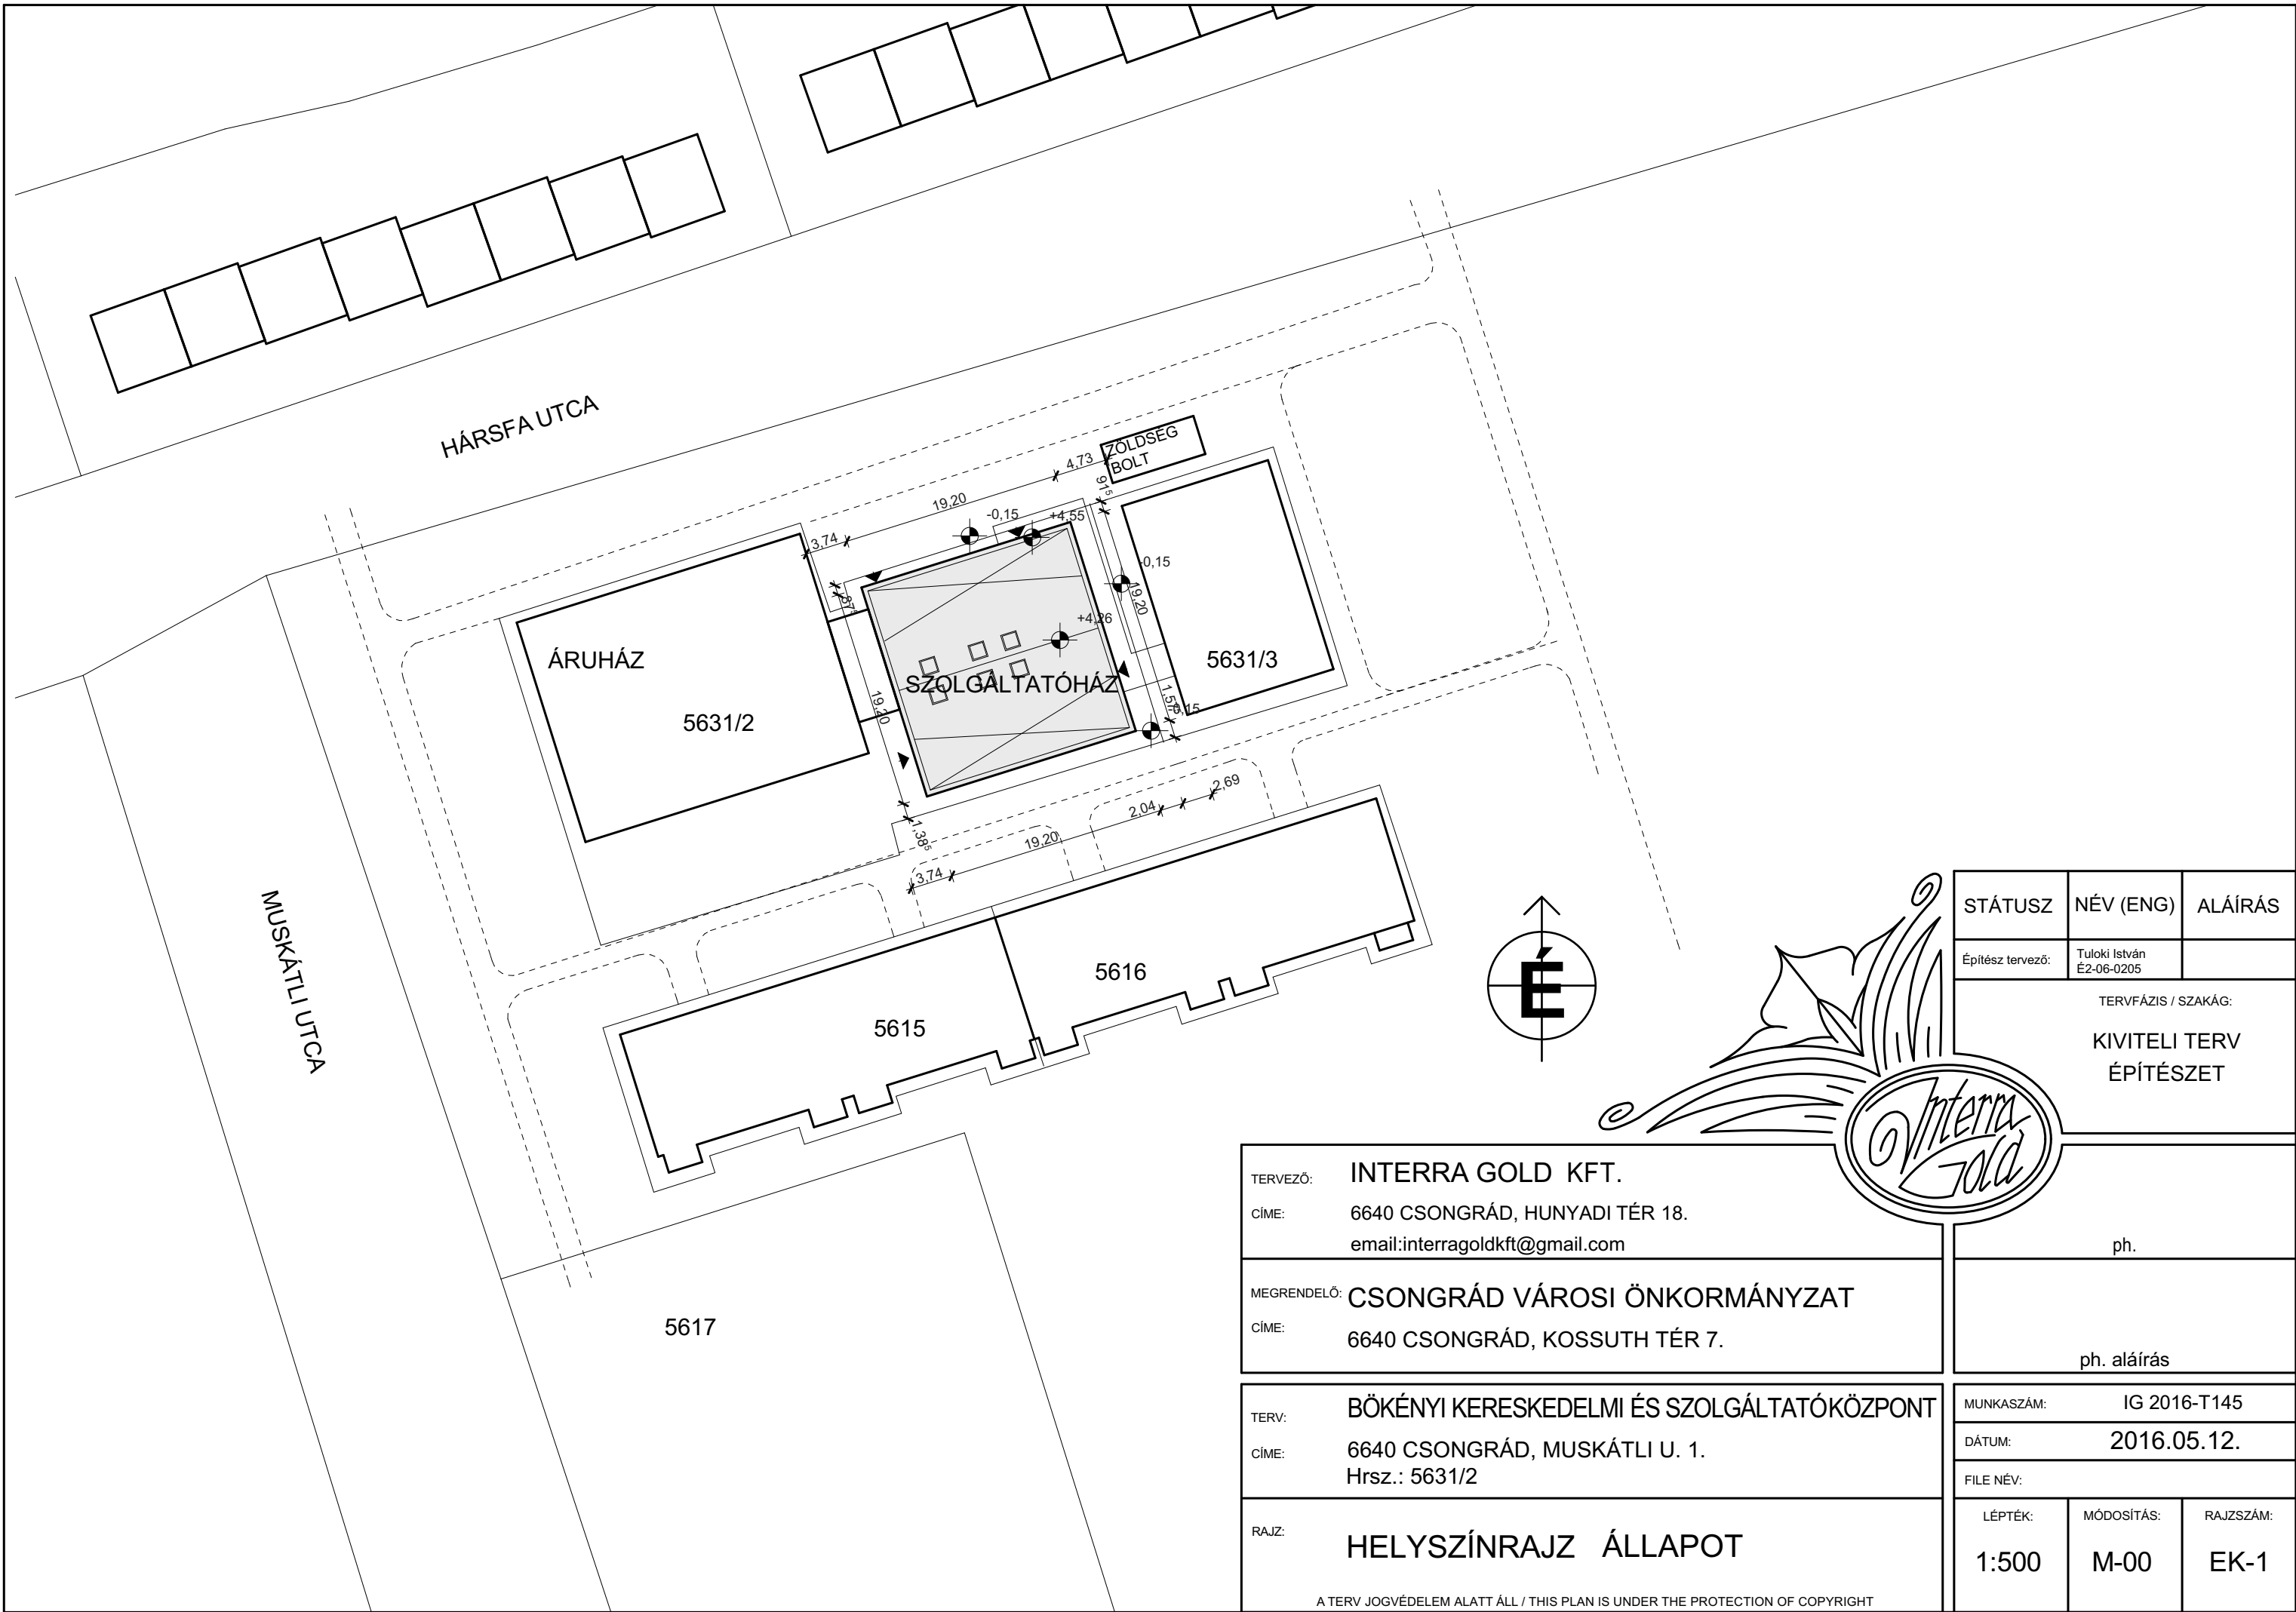 HÁRSFA UTCA
ZÖLDSÉG
BOLT
4,73
91⁵
19,20
-0,15
+4,55
3,74
87⁵
-0,15
19,20
+4,26
ÁRUHÁZ
5631/2
SZOLGÁLTATÓHÁZ
5631/3
19,20
1,57⁵
-0,15
1,38⁵
3,74
19,20
2,04
2,69
MUSKÁTLI UTCA
5616
5615
5617
É
STÁTUSZ NÉV (ENG) ALÁÍRÁS
Építész tervező: Tuloki István
É2-06-0205
TERVFÁZIS / SZAKÁG:
KIVITELI TERV
ÉPÍTÉSZET
Interra
Gold
TERVEZŐ: INTERRA GOLD KFT.
CÍME: 6640 CSONGRÁD, HUNYADI TÉR 18.
email:interragoldkft@gmail.com
ph.
MEGRENDELŐ: CSONGRÁD VÁROSI ÖNKORMÁNYZAT
CÍME: 6640 CSONGRÁD, KOSSUTH TÉR 7.
ph. aláírás
TERV: BÖKÉNYI KERESKEDELMI ÉS SZOLGÁLTATÓKÖZPONT
CÍME: 6640 CSONGRÁD, MUSKÁTLI U. 1.
Hrsz.: 5631/2
MUNKASZÁM: IG 2016-T145
DÁTUM: 2016.05.12.
FILE NÉV:
RAJZ: HELYSZÍNRAJZ ÁLLAPOT
LÉPTÉK: MÓDOSÍTÁS: RAJZSZÁM:
1:500 M-00 EK-1
A TERV JOGVÉDELEM ALATT ÁLL / THIS PLAN IS UNDER THE PROTECTION OF COPYRIGHT